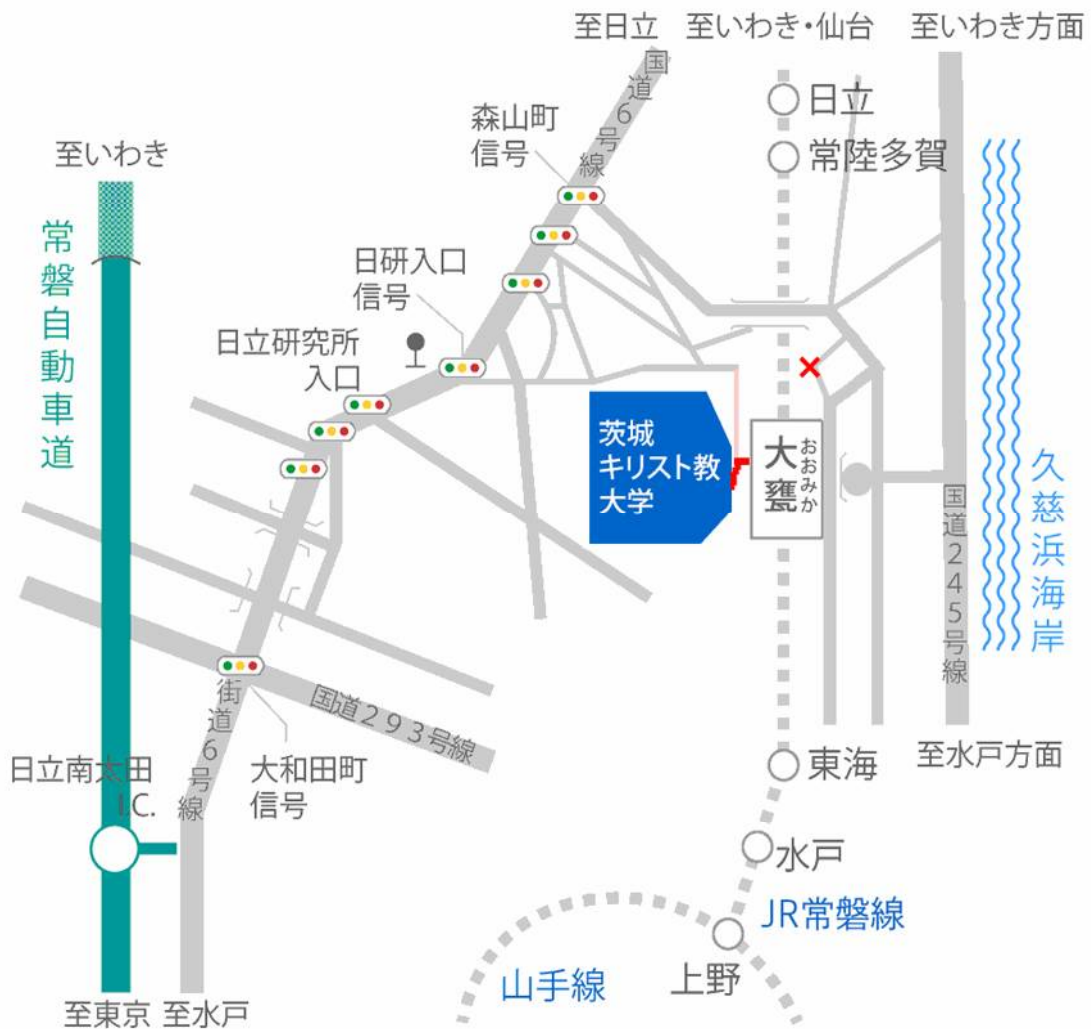 至日立
至いわき・仙台
至いわき方面
国道6号線
日立
森山町
信号
常陸多賀
至いわき
常磐自動車道
日研入口
信号
日立研究所
入口
茨城
キリスト教
大学
大甕
おおみか
久慈浜海岸
国道245号線
街道6号線
国道293号線
日立南太田
I.C.
大和田町
信号
東海
至水戸方面
水戸
JR常磐線
上野
山手線
至東京
至水戸